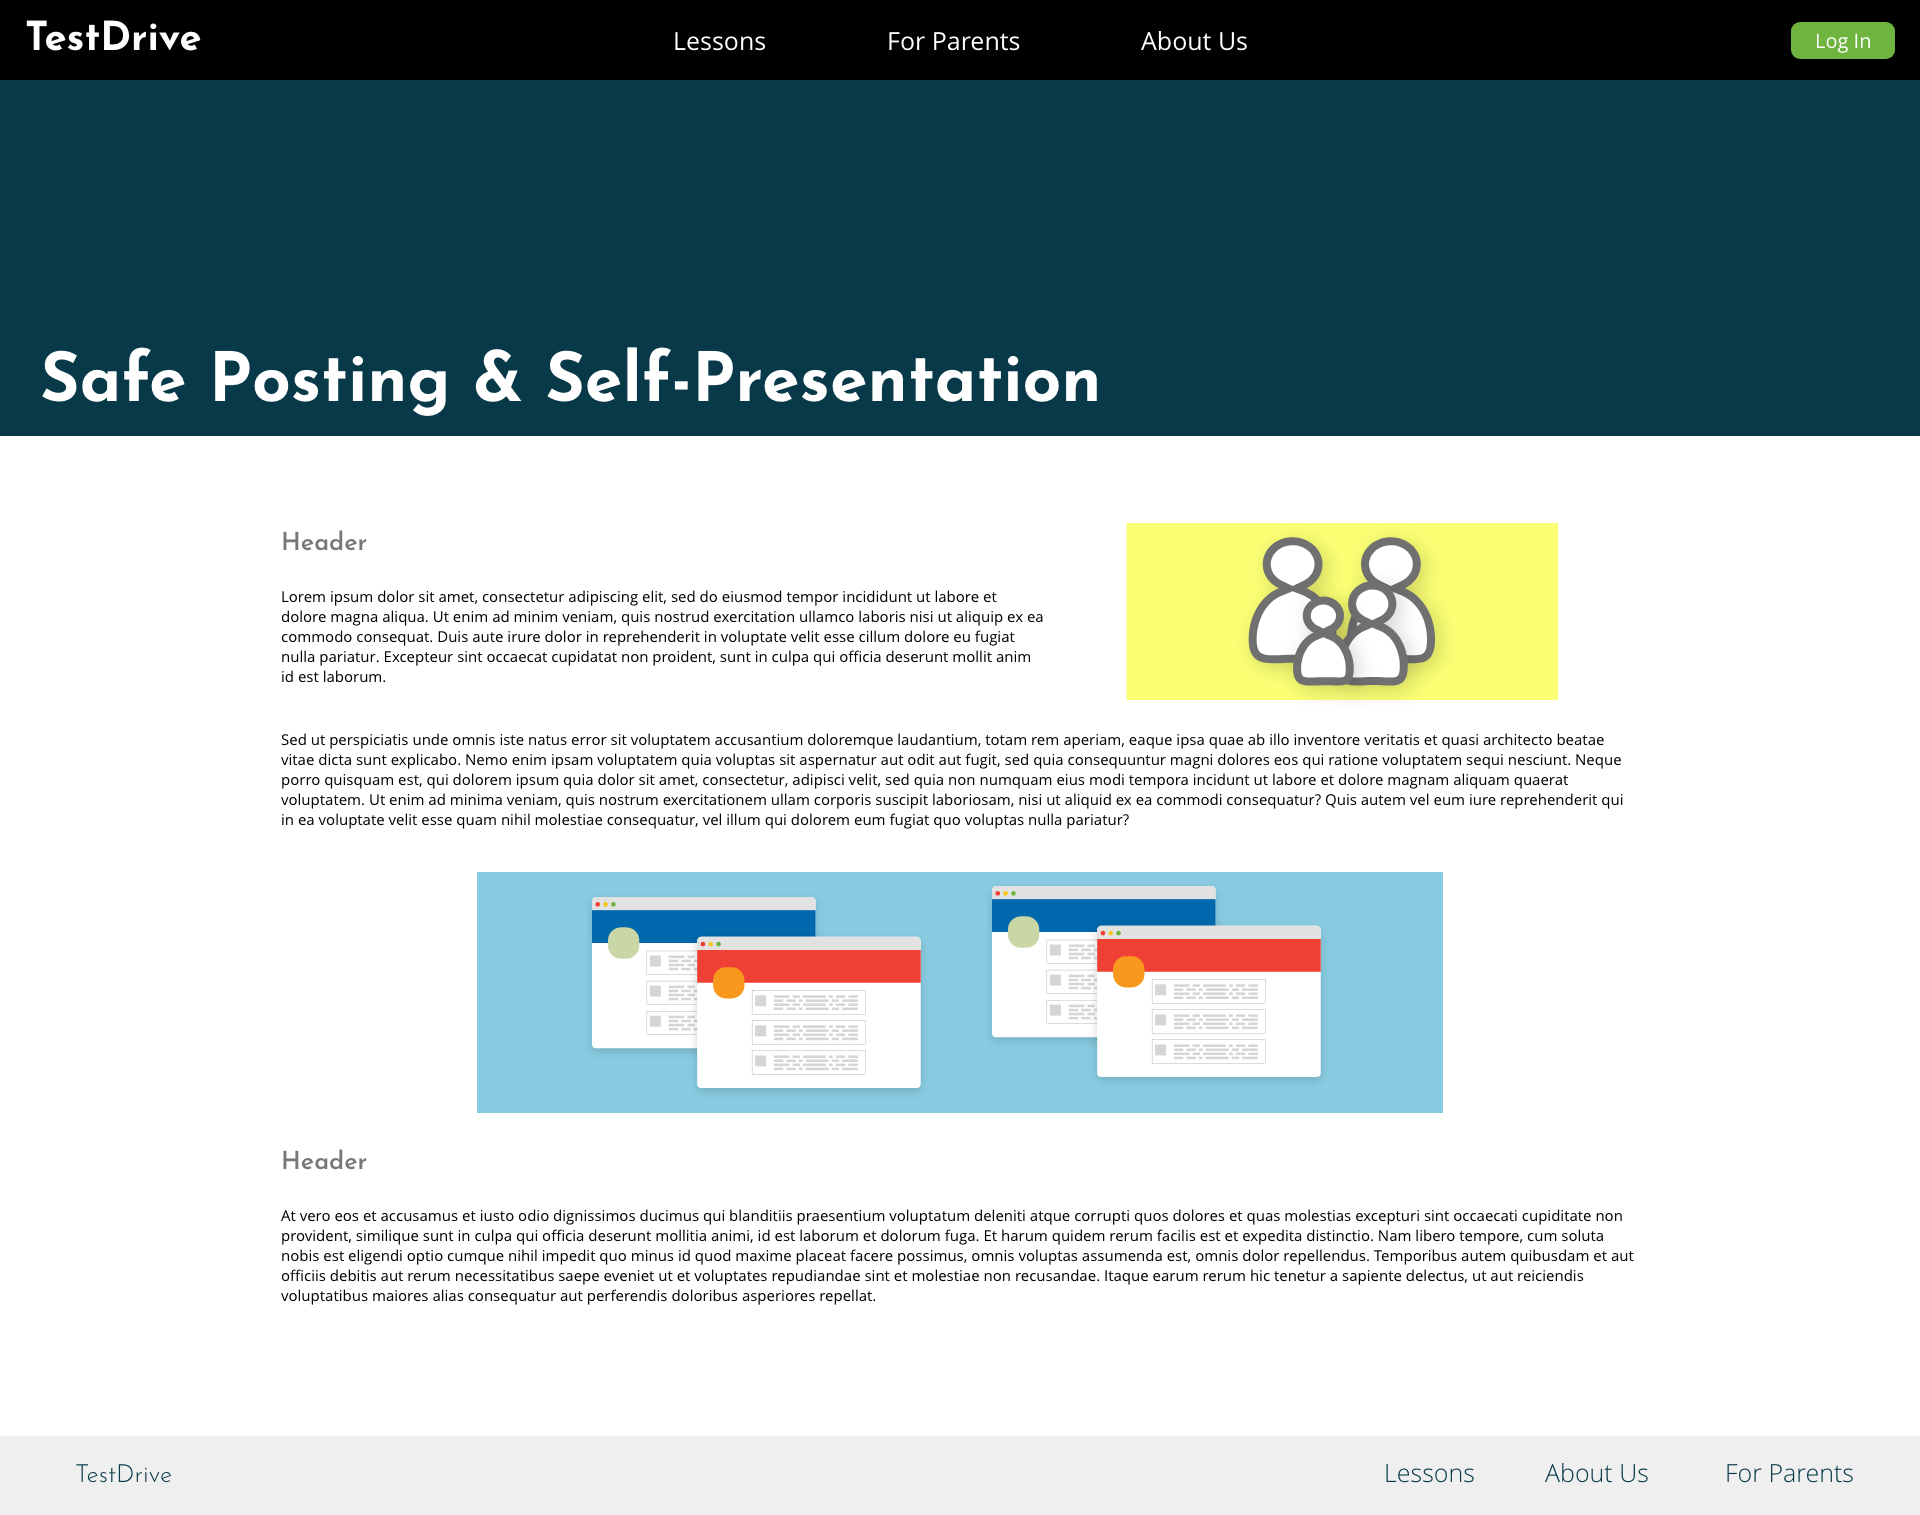 TestDrive
Lessons
For Parents
About Us
Log In
Safe Posting & Self-Presentation
Header
Lorem ipsum dolor sit amet, consectetur adipiscing elit, sed do eiusmod tempor incididunt ut labore et
dolore magna aliqua. Ut enim ad minim veniam, quis nostrud exercitation ullamco laboris nisi ut aliquip ex ea
commodo consequat. Duis aute irure dolor in reprehenderit in voluptate velit esse cillum dolore eu fugiat
nulla pariatur. Excepteur sint occaecat cupidatat non proident, sunt in culpa qui officia deserunt mollit anim
id est laborum.
Sed ut perspiciatis unde omnis iste natus error sit voluptatem accusantium doloremque laudantium, totam rem aperiam, eaque ipsa quae ab illo inventore veritatis et quasi architecto beatae
vitae dicta sunt explicabo. Nemo enim ipsam voluptatem quia voluptas sit aspernatur aut odit aut fugit, sed quia consequuntur magni dolores eos qui ratione voluptatem sequi nesciunt. Neque
porro quisquam est, qui dolorem ipsum quia dolor sit amet, consectetur, adipisci velit, sed quia non numquam eius modi tempora incidunt ut labore et dolore magnam aliquam quaerat
voluptatem. Ut enim ad minima veniam, quis nostrum exercitationem ullam corporis suscipit laboriosam, nisi ut aliquid ex ea commodi consequatur? Quis autem vel eum iure reprehenderit qui
in ea voluptate velit esse quam nihil molestiae consequatur, vel illum qui dolorem eum fugiat quo voluptas nulla pariatur?
Header
At vero eos et accusamus et iusto odio dignissimos ducimus qui blanditiis praesentium voluptatum deleniti atque corrupti quos dolores et quas molestias excepturi sint occaecati cupiditate non
provident, similique sunt in culpa qui officia deserunt mollitia animi, id est laborum et dolorum fuga. Et harum quidem rerum facilis est et expedita distinctio. Nam libero tempore, cum soluta
nobis est eligendi optio cumque nihil impedit quo minus id quod maxime placeat facere possimus, omnis voluptas assumenda est, omnis dolor repellendus. Temporibus autem quibusdam et aut
officiis debitis aut rerum necessitatibus saepe eveniet ut et voluptates repudiandae sint et molestiae non recusandae. Itaque earum rerum hic tenetur a sapiente delectus, ut aut reiciendis
voluptatibus maiores alias consequatur aut perferendis doloribus asperiores repellat.
TestDrive
Lessons
About Us
For Parents